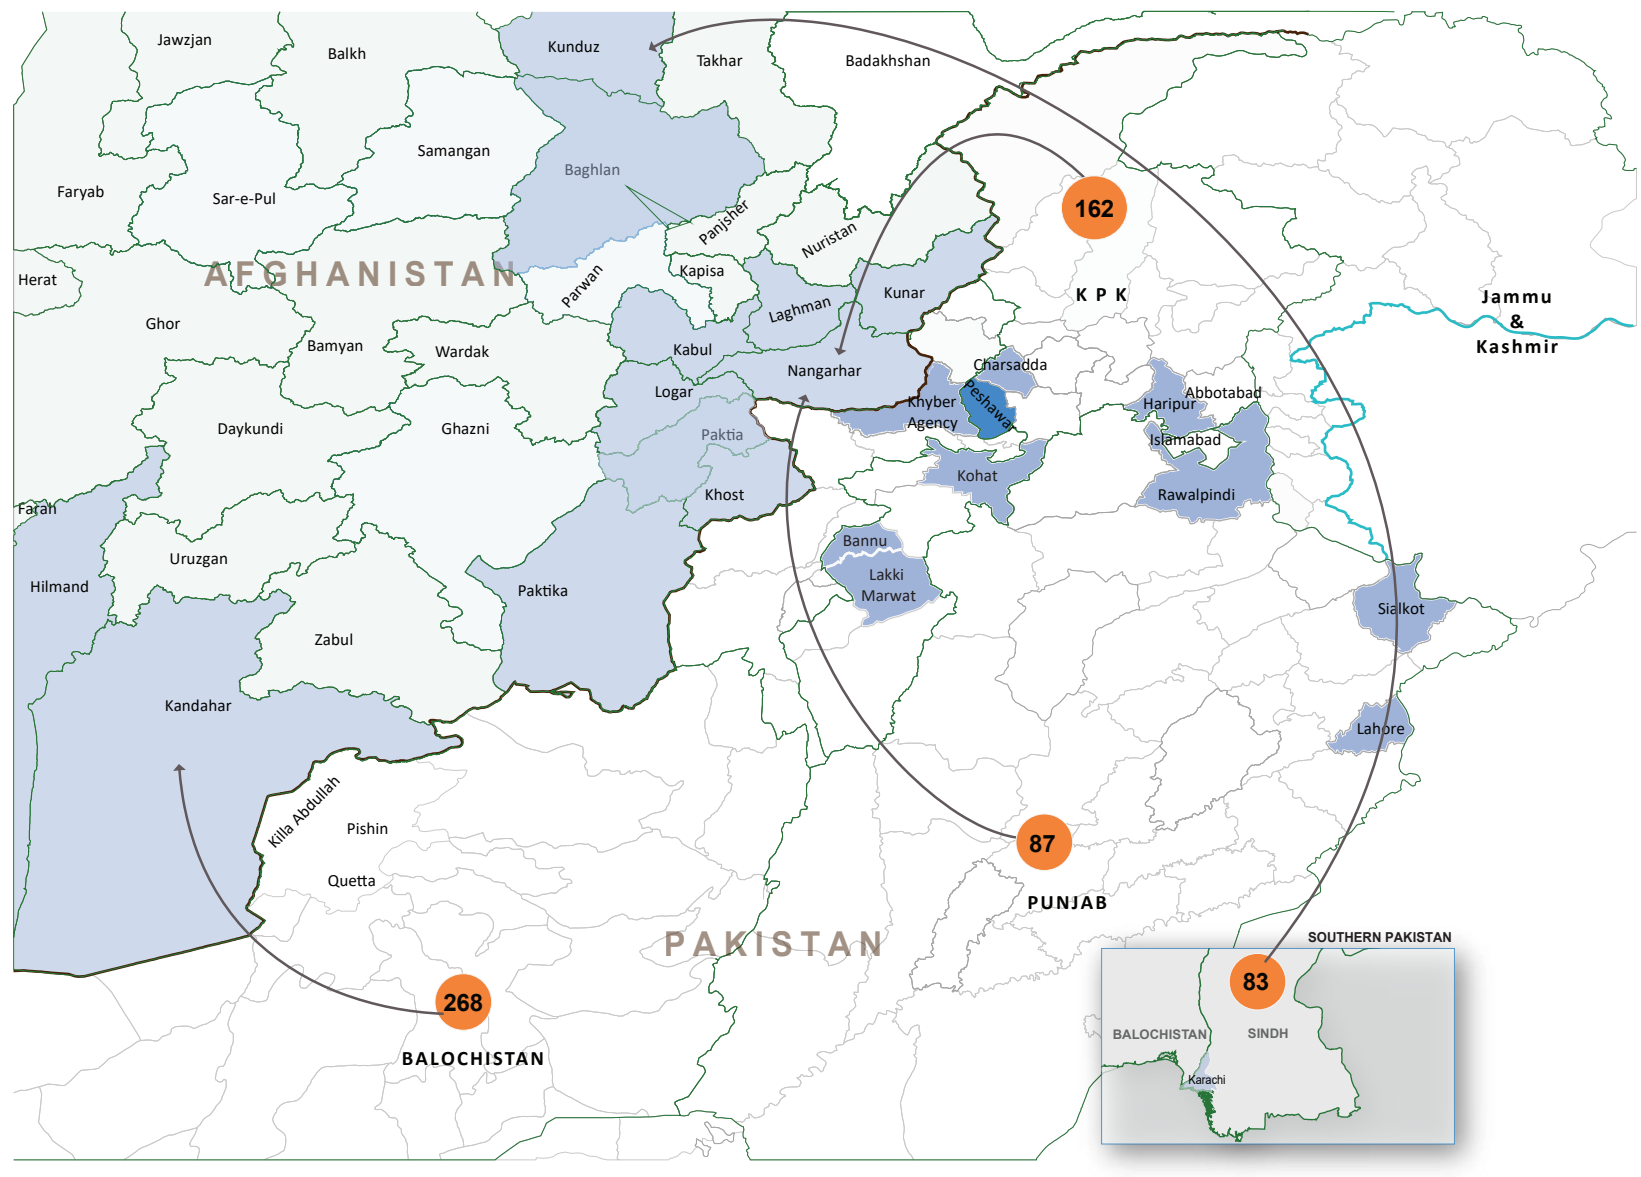 Jawzjan
Balkh
Kunduz
Takhar
Badakhshan
Samangan
Baghlan
Faryab
Sar-e-Pul
162
Panjsher
Nuristan
Herat
AFGHANISTAN
Parwan
Kapisa
Laghman
Kunar
K P K
Jammu
&
Kashmir
Ghor
Bamyan
Wardak
Kabul
Nangarhar
Charsadda
Logar
Peshawar
Khyber
Agency
Haripur
Abbotabad
Daykundi
Ghazni
Paktia
Islamabad
Kohat
Khost
Rawalpindi
Farah
Bannu
Uruzgan
Hilmand
Paktika
Lakki
Marwat
Sialkot
Zabul
Kandahar
Lahore
Killa Abdullah
Pishin
87
Quetta
PUNJAB
PAKISTAN
SOUTHERN PAKISTAN
83
268
BALOCHISTAN
SINDH
BALOCHISTAN
Karachi